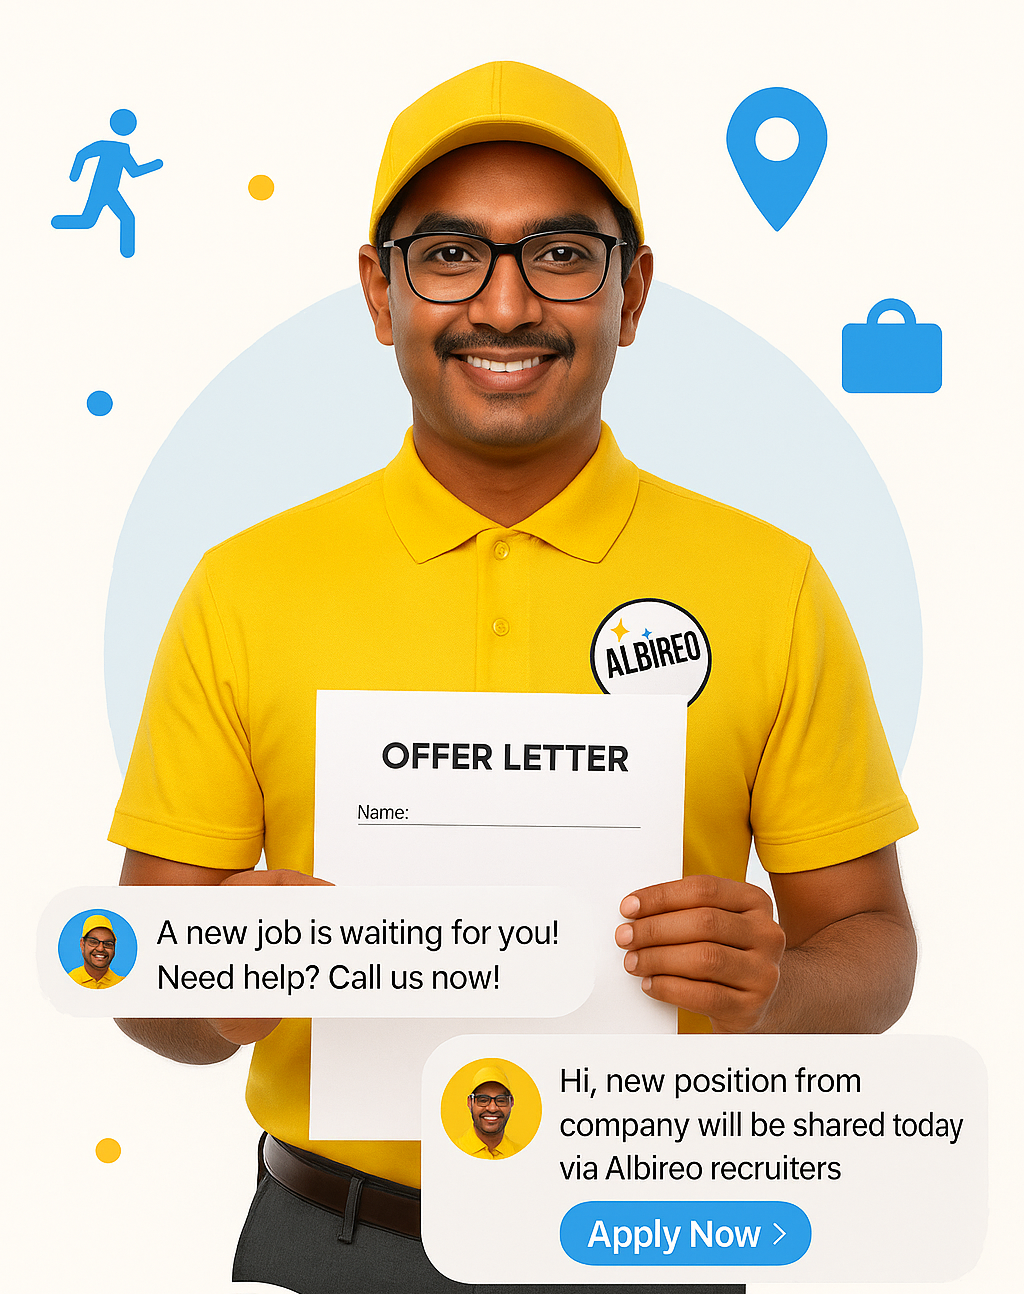 ALBIREO
OFFER LETTER
Name:
A new job is waiting for you!
Need help? Call us now!
Hi, new position from
company will be shared today
via Albireo recruiters
Apply Now >